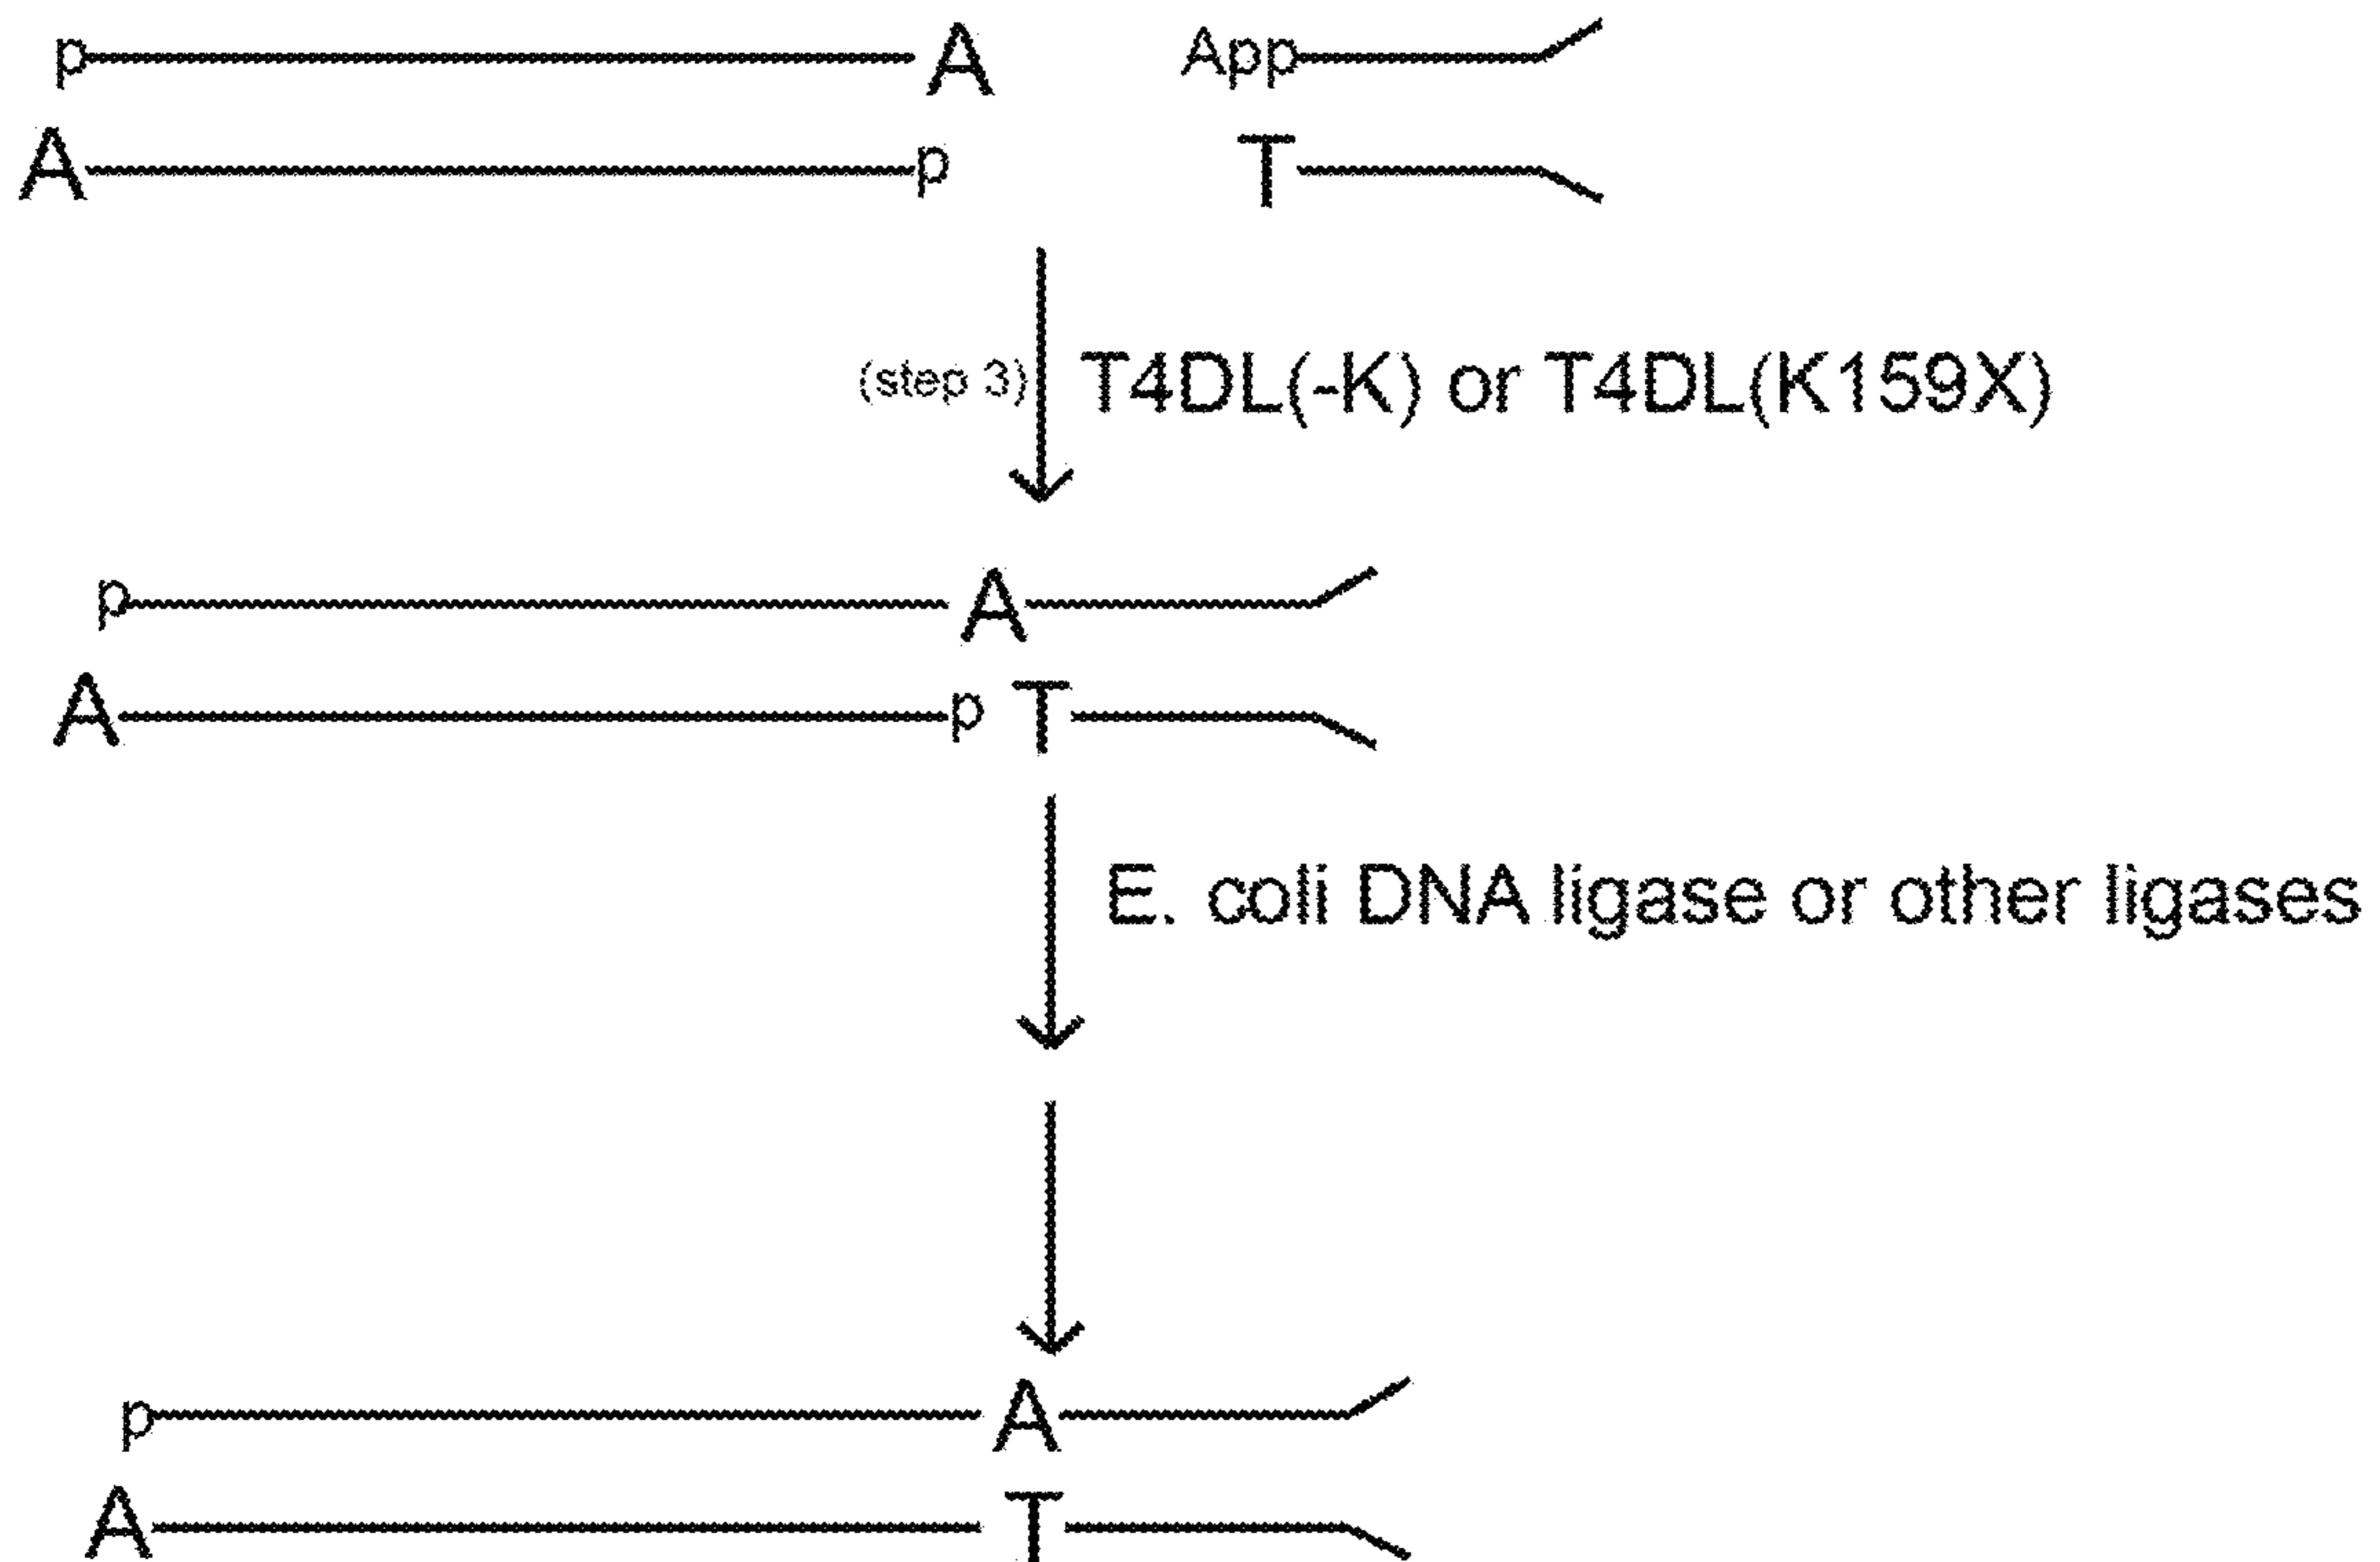 p A App
A p T
(step 3) T4DL(-K) or T4DL(K159X)
p A
A p T
E. coli DNA ligase or other ligases
p A
A T